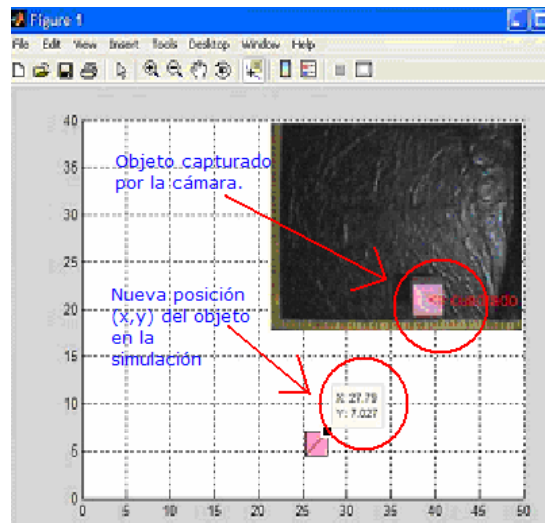 Figure 1
File Edit View Insert Tools Desktop Window Help
40
35
30
25
20
15
10
5
0
Objeto capturado
por la cámara.
cuadrado
Nueva posición
(x,y) del objeto
en la
simulación
X: 27.79
Y: 7.027
0 5 10 15 20 25 30 35 40 45 50